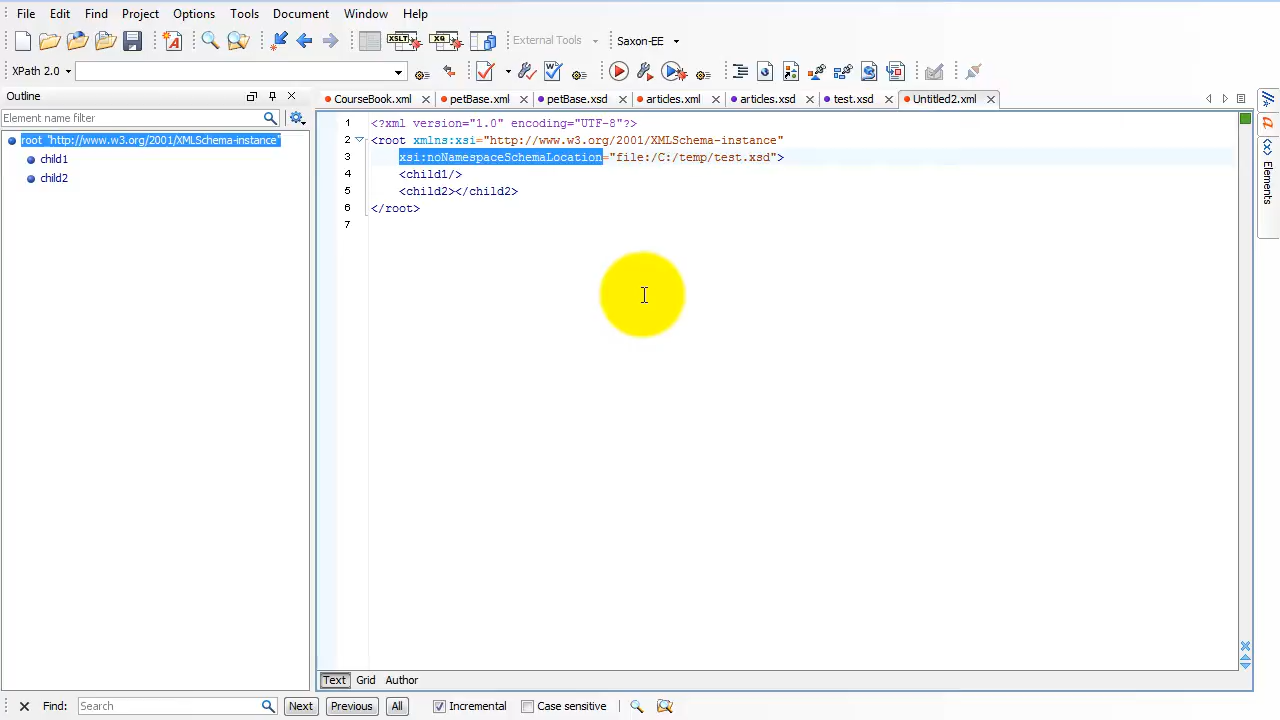 File Edit Find Project Options Tools Document Window Help
XSLT XQ External Tools Saxon-EE
XPath 2.0
Outline
CourseBook.xml petBase.xml petBase.xsd articles.xml articles.xsd test.xsd Untitled2.xml
Element name filter
root "http://www.w3.org/2001/XMLSchema-instance"
child1
child2
1 <?xml version="1.0" encoding="UTF-8"?>
2 <root xmlns:xsi="http://www.w3.org/2001/XMLSchema-instance"
3 xsi:noNamespaceSchemaLocation="file:/C:/temp/test.xsd">
4 <child1/>
5 <child2></child2>
6 </root>
7
Elements
Text Grid Author
Find: Search Next Previous All Incremental Case sensitive